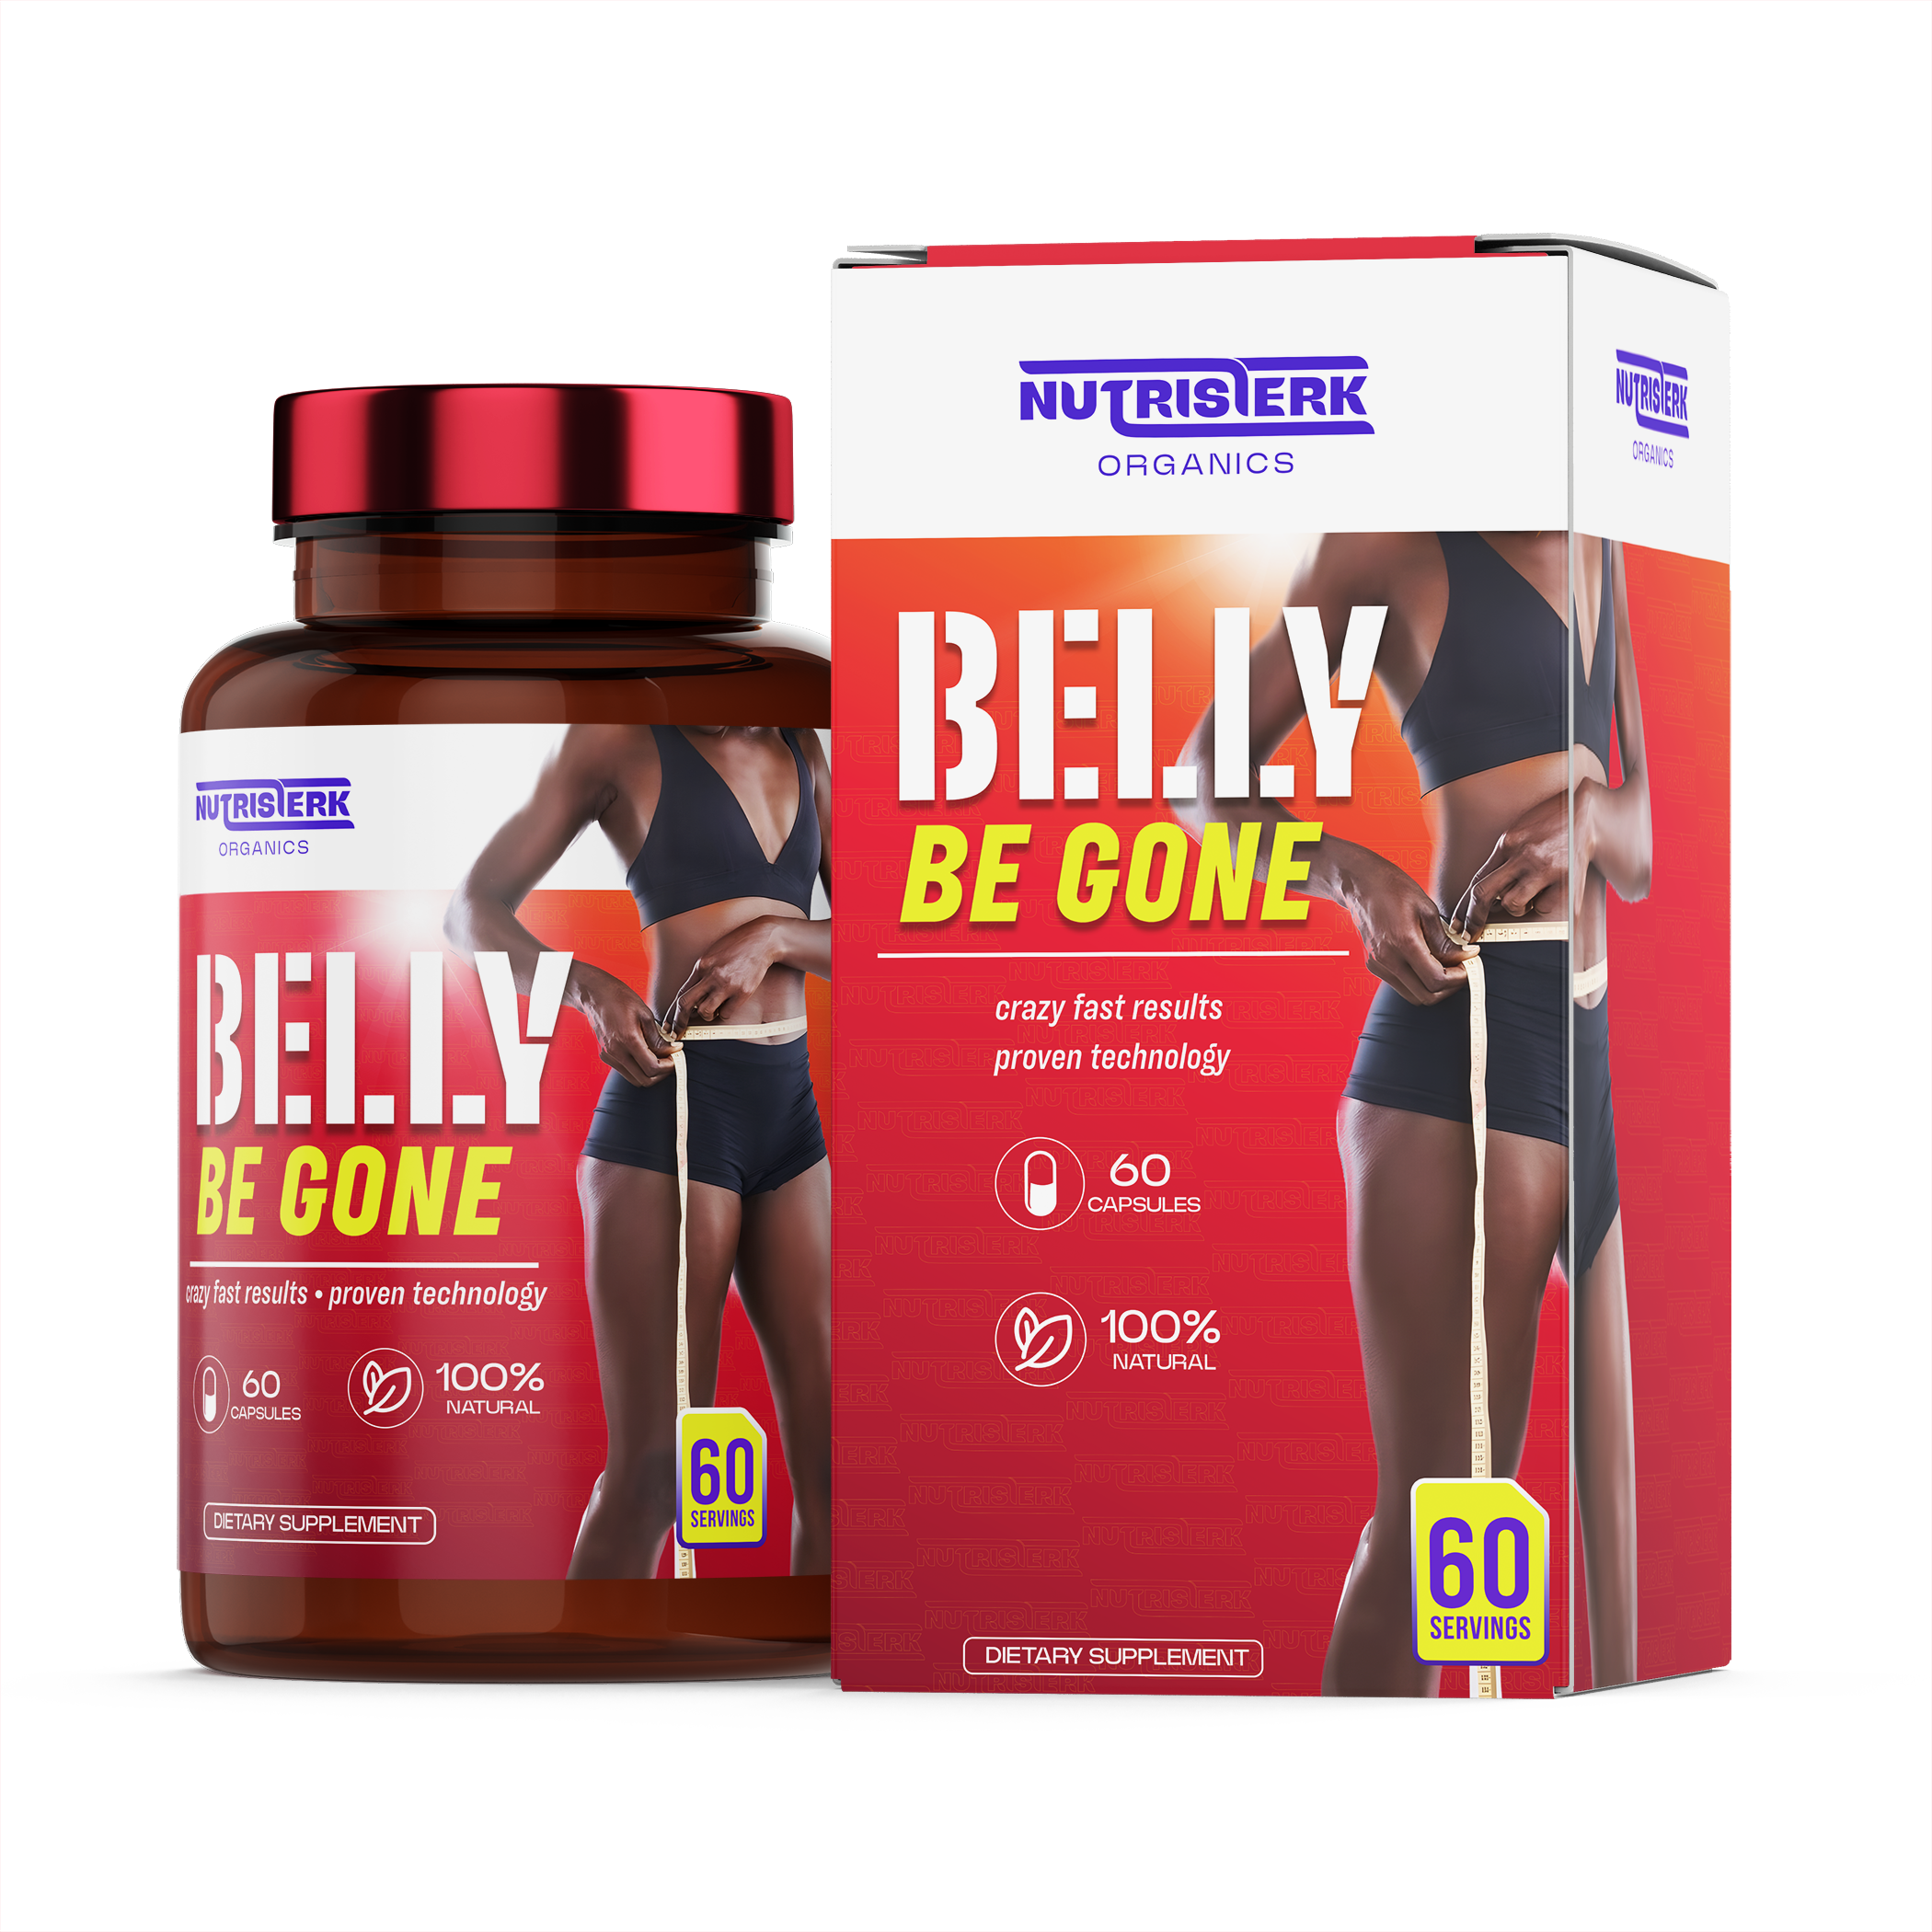 NUTRISTERK
ORGANICS
BELLY
BE GONE
crazy fast results • proven technology
60
CAPSULES
100%
NATURAL
DIETARY SUPPLEMENT
60
SERVINGS
NUTRISTERK
ORGANICS
BELLY
BE GONE
crazy fast results
proven technology
60
CAPSULES
100%
NATURAL
DIETARY SUPPLEMENT
60
SERVINGS
NUTRISTERK
ORGANICS